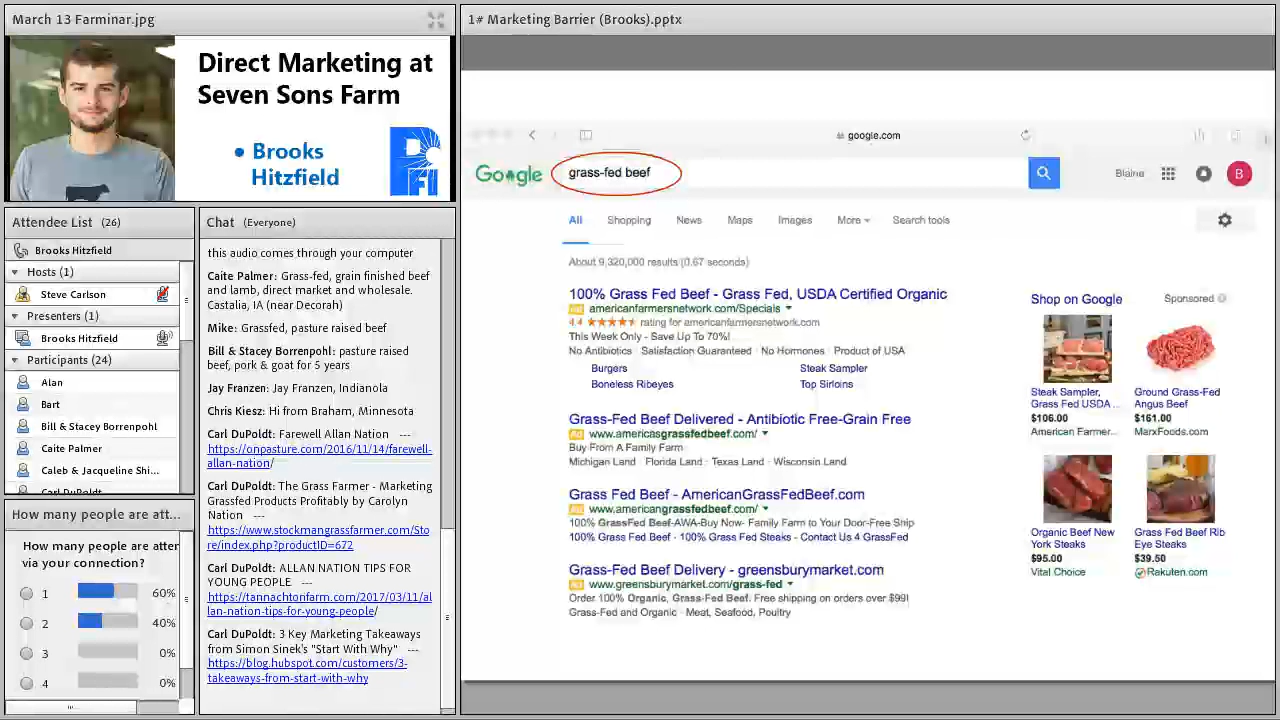 March 13 Farminar.jpg
Direct Marketing at
Seven Sons Farm
• Brooks
Hitzfield
PFI
Attendee List (26)
Brooks Hitzfield
Hosts (1)
Steve Carlson
Presenters (1)
Brooks Hitzfield
Participants (24)
Alan
Bart
Bill & Stacey Borrenpohl
Caite Palmer
Caleb & Jacqueline Shi...
Carl DuPoldt
How many people are att...
How many people are atter
via your connection?
1 60%
2 40%
3 0%
4 0%
Chat (Everyone)
this audio comes through your computer
Caite Palmer: Grass-fed, grain finished beef
and lamb, direct market and wholesale.
Castalia, IA (near Decorah)
Mike: Grassfed, pasture raised beef
Bill & Stacey Borrenpohl: pasture raised
beef, pork & goat for 5 years
Jay Franzen: Jay Franzen, Indianola
Chris Kiesz: Hi from Braham, Minnesota
Carl DuPoldt: Farewell Allan Nation ---
https://onpasture.com/2016/11/14/farewell-
allan-nation/
Carl DuPoldt: The Grass Farmer - Marketing
Grassfed Products Profitably by Carolyn
Nation ---
https://www.stockmangrassfarmer.com/Sto
re/index.php?productID=672
Carl DuPoldt: ALLAN NATION TIPS FOR
YOUNG PEOPLE ---
https://tannachtonfarm.com/2017/03/11/al
lan-nation-tips-for-young-people/
Carl DuPoldt: 3 Key Marketing Takeaways
from Simon Sinek's "Start With Why" ---
https://blog.hubspot.com/customers/3-
takeaways-from-start-with-why
1# Marketing Barrier (Brooks).pptx
google.com
Google
grass-fed beef
Blaine
B
All Shopping News Maps Images More Search tools
About 9,320,000 results (0.67 seconds)
100% Grass Fed Beef - Grass Fed, USDA Certified Organic
Ad americanfarmersnetwork.com/Specials
4.4 ★★★★★ rating for americanfarmersnetwork.com
This Week Only - Save Up To 70%!
No Antibiotics · Satisfaction Guaranteed · No Hormones · Product of USA
Burgers Steak Sampler
Boneless Ribeyes Top Sirloins
Grass-Fed Beef Delivered - Antibiotic Free-Grain Free
Ad www.americasgrassfedbeef.com/
Buy From A Family Farm
Michigan Land · Florida Land · Texas Land · Wisconsin Land
Grass Fed Beef - AmericanGrassFedBeef.com
Ad www.americangrassfedbeef.com/
100% GrassFed Beef-AWA-Buy Now- Family Farm to Your Door-Free Ship
100% Grass Fed Beef - 100% Grass Fed Steaks - Contact Us 4 GrassFed
Grass-Fed Beef Delivery - greensburymarket.com
Ad www.greensburymarket.com/grass-fed
Order 100% Organic, Grass-Fed Beef. Free shipping on orders over $99!
Grass-Fed and Organic · Meat, Seafood, Poultry
Shop on Google Sponsored
Steak Sampler,
Grass Fed USDA ...
$106.00
American Farmer...
Ground Grass-Fed
Angus Beef
$161.00
MarxFoods.com
Organic Beef New
York Steaks
$95.00
Vital Choice
Grass Fed Beef Rib
Eye Steaks
$39.50
Rakuten.com